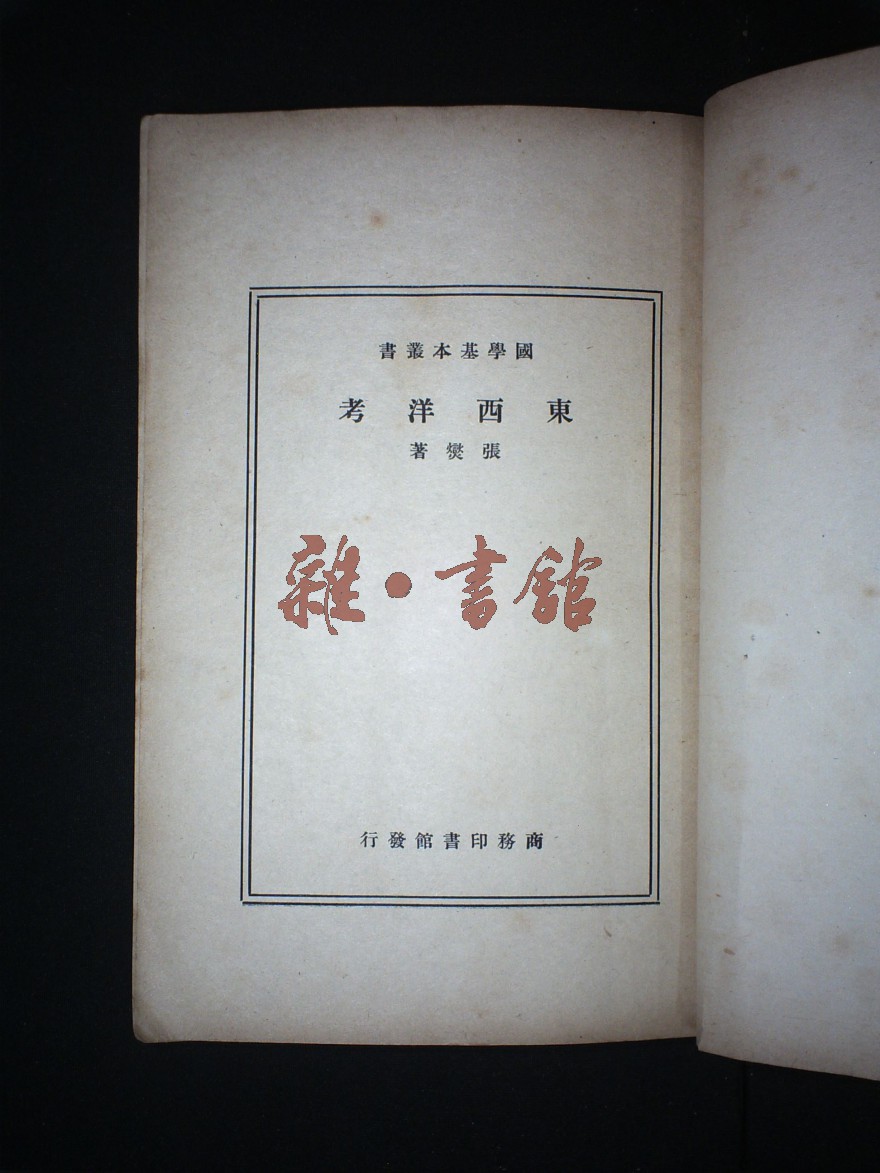 國學基本叢書
東西洋考
張燮著
雜·書館
商務印書館發行